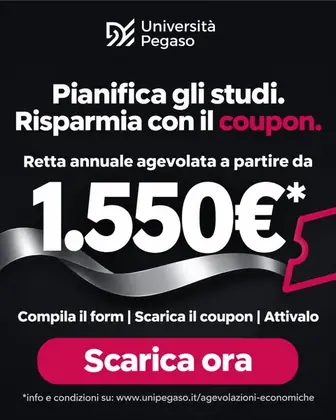 Università
Pegaso
Pianifica gli studi.
Risparmia con il coupon.
Retta annuale agevolata a partire da
1.550€*
Compila il form | Scarica il coupon | Attivalo
Scarica ora
*info e condizioni su: www.unipegaso.it/agevolazioni-economiche